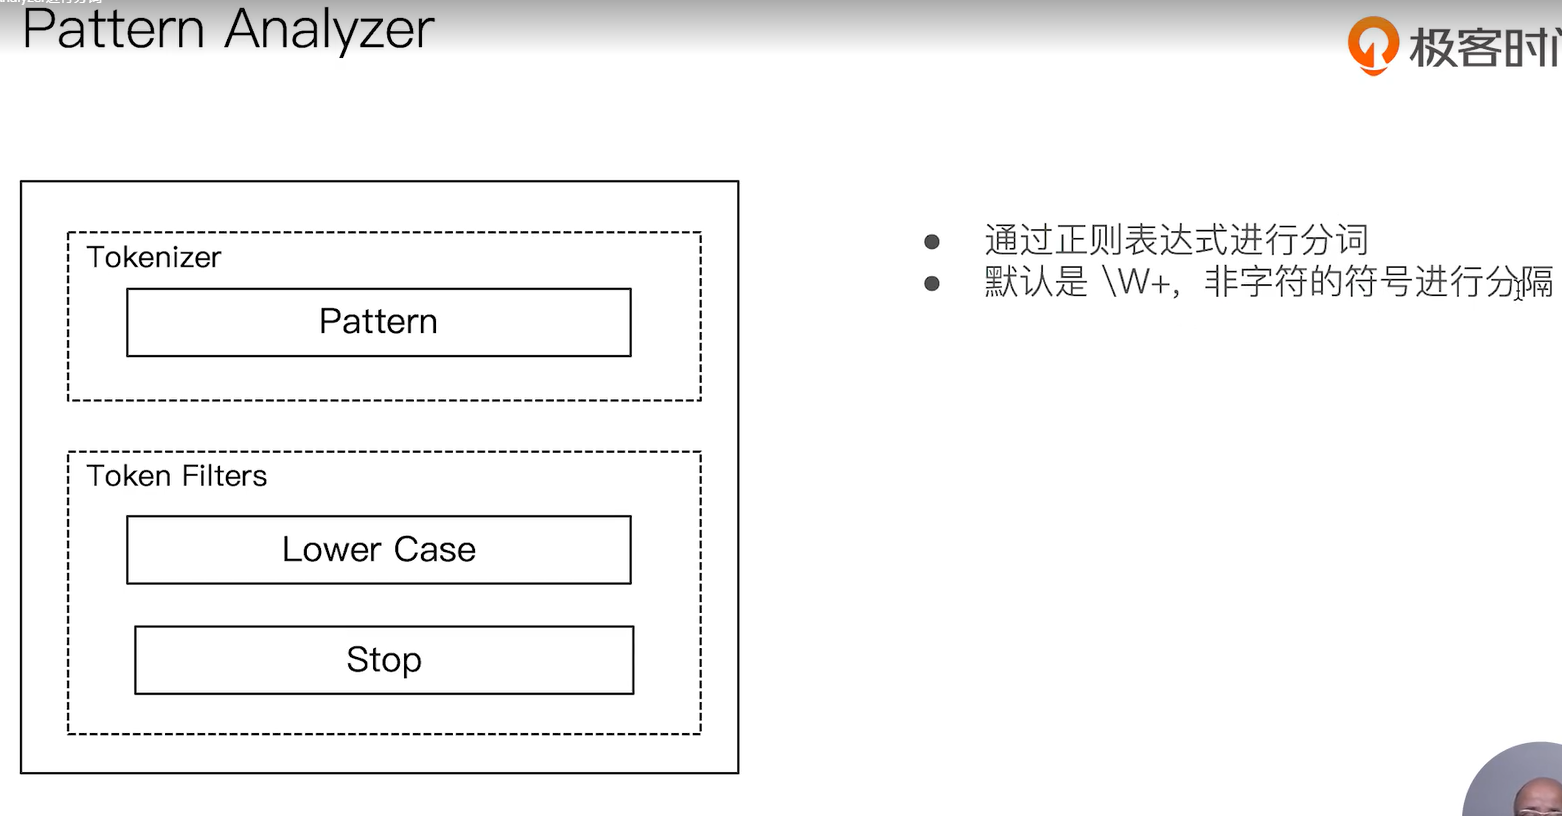 Pattern Analyzer
极客时间
Tokenizer
Pattern
Token Filters
Lower Case
Stop
● 通过正则表达式进行分词
● 默认是 \W+，非字符的符号进行分隔